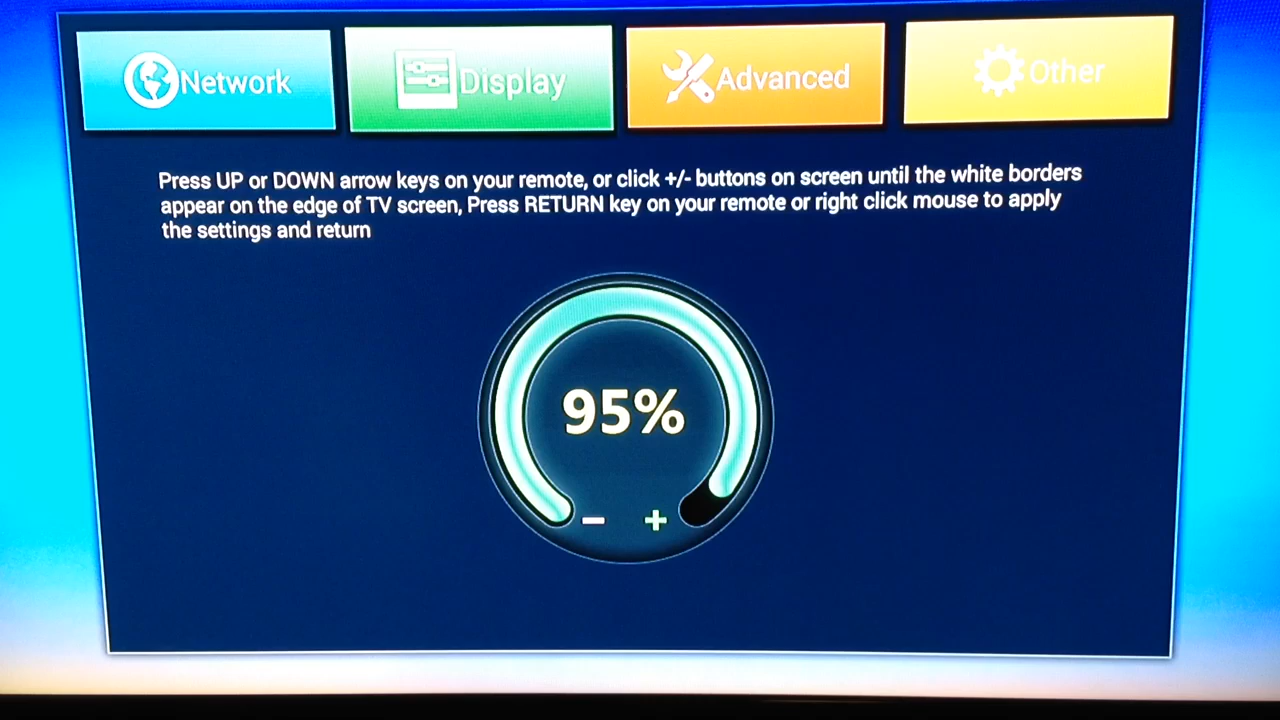 Network
Display
Advanced
Other
Press UP or DOWN arrow keys on your remote, or click +/- buttons on screen until the white borders
appear on the edge of TV screen, Press RETURN key on your remote or right click mouse to apply
the settings and return
95%
- +